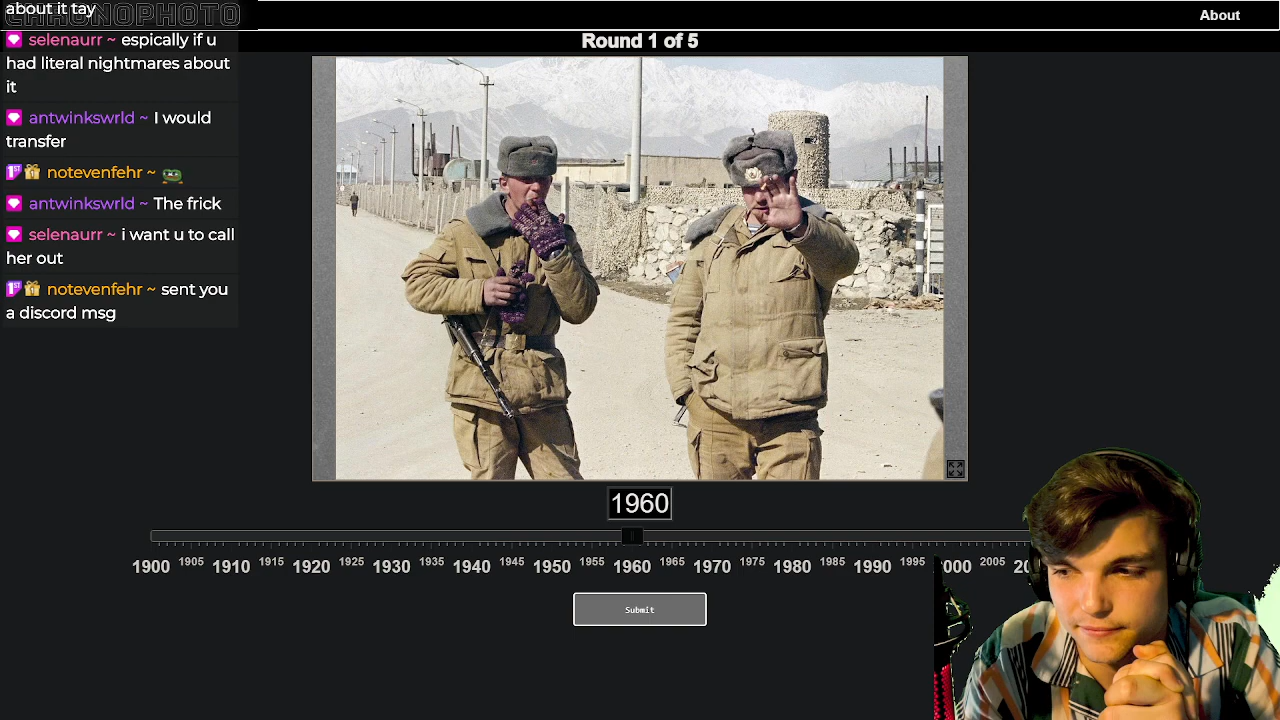 about it tay
CHRONOPHOTO
About
Round 1 of 5
selenaurr ~ espically if u
had literal nightmares about
it
antwinkswrld ~ I would
transfer
notevenfehr ~
antwinkswrld ~ The frick
selenaurr ~ i want u to call
her out
notevenfehr ~ sent you
a discord msg
1960
1900 1905 1910 1915 1920 1925 1930 1935 1940 1945 1950 1955 1960 1965 1970 1975 1980 1985 1990 1995 2000 2005
Submit